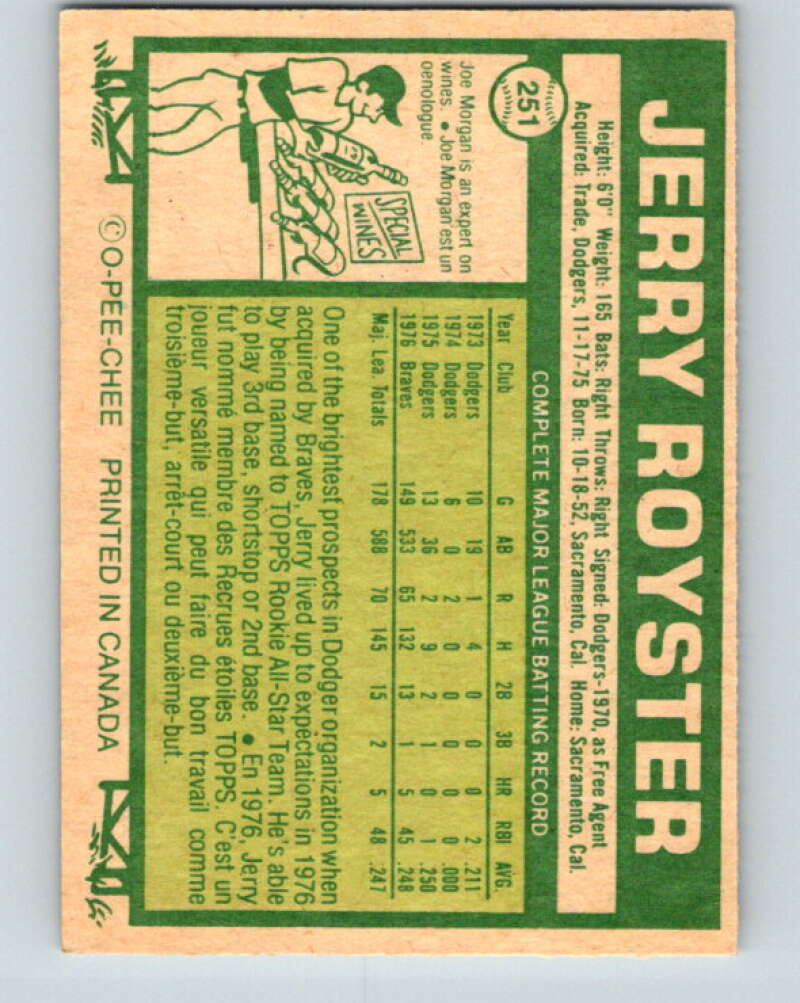 JERRY ROYSTER
Height: 6'0" Weight: 165 Bats: Right Throws: Right Signed: Dodgers-1970, as Free Agent
Acquired: Trade, Dodgers, 11-17-75 Born: 10-18-52, Sacramento, Cal. Home: Sacramento, Cal.
251
Joe Morgan is an expert on
wines. • Joe Morgan est un
oenologue.
SPECIAL
WINES
COMPLETE MAJOR LEAGUE BATTING RECORD
Year Club G AB R H 2B 3B HR RBI AVG.
1973 Dodgers 10 19 1 4 0 0 0 2 .211
1974 Dodgers 6 0 2 0 0 0 0 0 .000
1975 Dodgers 13 36 2 9 2 1 0 1 .250
1976 Braves 149 533 65 132 13 1 5 45 .248
Maj. Lea. Totals 178 588 70 145 15 2 5 48 .247
One of the brightest prospects in Dodger organization when
acquired by Braves, Jerry lived up to expectations in 1976
by being named to TOPPS Rookie All-Star Team. He's able
to play 3rd base, shortstop or 2nd base. • En 1976, Jerry
fut nommé membre des Recrues étoiles TOPPS. C'est un
joueur versatile qui peut faire du bon travail comme
troisième-but, arrêt-court ou deuxième-but.
© O-PEE-CHEE PRINTED IN CANADA